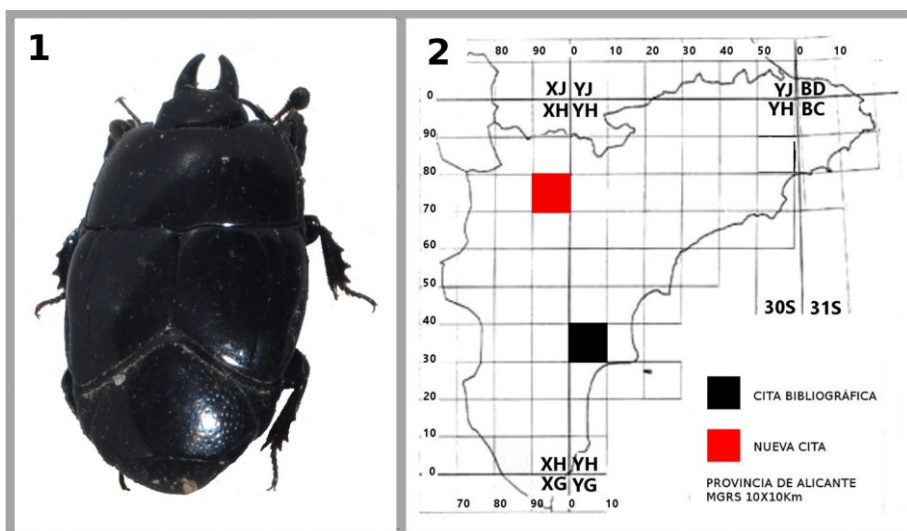 1
2
80 90 0 10 20 30 40 50 0 10
XJ YJ YJ BD
0 XH YH YH BC
90
80
70
60
50
30S 31S
40
30
20
10
XH YH
0
XG YG
70 80 90 10
CITA BIBLIOGRÁFICA
NUEVA CITA
PROVINCIA DE ALICANTE
MGRS 10X10Km